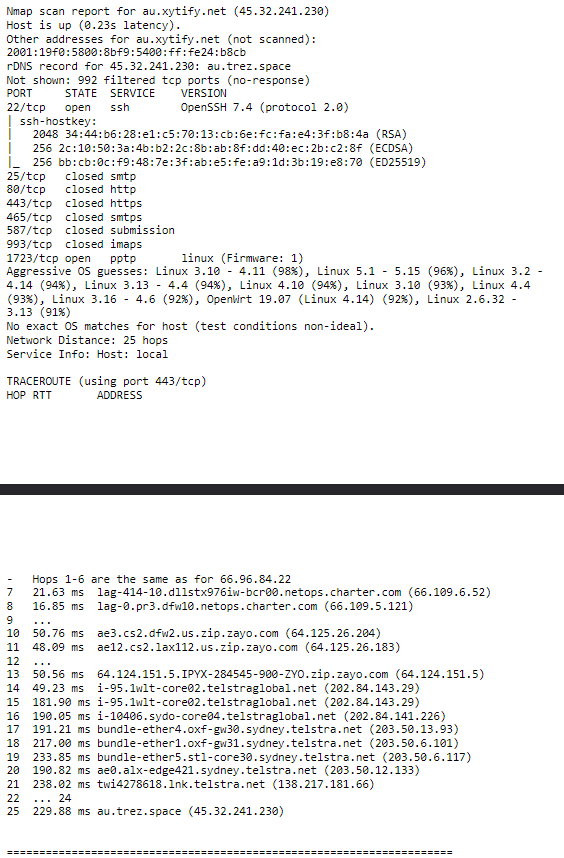 Nmap scan report for au.xytify.net (45.32.241.230)
Host is up (0.23s latency).
Other addresses for au.xytify.net (not scanned):
2001:19f0:5800:8bf9:5400:ff:fe24:b8cb
rDNS record for 45.32.241.230: au.trez.space
Not shown: 992 filtered tcp ports (no-response)
PORT     STATE  SERVICE    VERSION
22/tcp   open   ssh        OpenSSH 7.4 (protocol 2.0)
| ssh-hostkey:
|   2048 34:44:b6:28:e1:c5:70:13:cb:6e:fc:fa:e4:3f:b8:4a (RSA)
|   256 2c:10:50:3a:4b:b2:2c:8b:ab:8f:dd:40:ec:2b:c2:8f (ECDSA)
|_  256 bb:cb:0c:f9:48:7e:3f:ab:e5:fe:a9:1d:3b:19:e8:70 (ED25519)
25/tcp   closed smtp
80/tcp   closed http
443/tcp  closed https
465/tcp  closed smtps
587/tcp  closed submission
993/tcp  closed imaps
1723/tcp open   pptp       linux (Firmware: 1)
Aggressive OS guesses: Linux 3.10 - 4.11 (98%), Linux 5.1 - 5.15 (96%), Linux 3.2 -
4.14 (94%), Linux 3.13 - 4.4 (94%), Linux 4.10 (94%), Linux 3.10 (93%), Linux 4.4
(93%), Linux 3.16 - 4.6 (92%), OpenWrt 19.07 (Linux 4.14) (92%), Linux 2.6.32 -
3.13 (91%)
No exact OS matches for host (test conditions non-ideal).
Network Distance: 25 hops
Service Info: Host: local
TRACEROUTE (using port 443/tcp)
HOP RTT       ADDRESS
-   Hops 1-6 are the same as for 66.96.84.22
7   21.63 ms  lag-414-10.dllstx976iw-bcr00.netops.charter.com (66.109.6.52)
8   16.85 ms  lag-0.pr3.dfw10.netops.charter.com (66.109.5.121)
9   ...
10  50.76 ms  ae3.cs2.dfw2.us.zip.zayo.com (64.125.26.204)
11  48.09 ms  ae12.cs2.lax112.us.zip.zayo.com (64.125.26.183)
12  ...
13  50.56 ms  64.124.151.5.IPYX-284545-900-ZYO.zip.zayo.com (64.124.151.5)
14  49.23 ms  i-95.1wlt-core02.telstraglobal.net (202.84.143.29)
15  181.90 ms i-95.1wlt-core02.telstraglobal.net (202.84.143.29)
16  190.05 ms i-10406.sydo-core04.telstraglobal.net (202.84.141.226)
17  191.21 ms bundle-ether4.oxf-gw30.sydney.telstra.net (203.50.13.93)
18  217.00 ms bundle-ether1.oxf-gw31.sydney.telstra.net (203.50.6.101)
19  233.85 ms bundle-ether5.stl-core30.sydney.telstra.net (203.50.6.117)
20  190.82 ms ae0.alx-edge421.sydney.telstra.net (203.50.12.133)
21  238.02 ms twi4278618.lnk.telstra.net (138.217.181.66)
22  ... 24
25  229.88 ms au.trez.space (45.32.241.230)
====================================================================